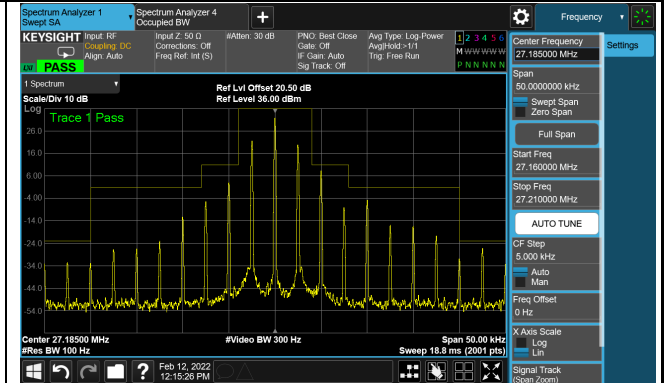 Spectrum Analyzer 1
Swept SA
Spectrum Analyzer 4
Occupied BW
Frequency
KEYSIGHT
Input: RF
Coupling: DC
Align: Auto
Input Z: 50 Ω
Corrections: Off
Freq Ref: Int (S)
#Atten: 30 dB
PNO: Best Close
Gate: Off
IF Gain: Auto
Sig Track: Off
Avg Type: Log-Power
Avg|Hold:>1/1
Trig: Free Run
1 2 3 4 5 6
M W W W W W
P N N N N N
PASS
1 Spectrum
Scale/Div 10 dB
Ref Lvl Offset 20.50 dB
Ref Level 36.00 dBm
Log
Trace 1 Pass
26.0
16.0
6.00
-4.00
-14.0
-24.0
-34.0
-44.0
-54.0
Center 27.18500 MHz
#Res BW 100 Hz
#Video BW 300 Hz
Span 50.00 kHz
Sweep 18.8 ms (2001 pts)
Center Frequency
27.185000 MHz
Settings
Span
50.0000000 kHz
Swept Span
Zero Span
Full Span
Start Freq
27.160000 MHz
Stop Freq
27.210000 MHz
AUTO TUNE
CF Step
5.000 kHz
Auto
Man
Freq Offset
0 Hz
X Axis Scale
Log
Lin
Signal Track
(Span Zoom)
?
Feb 12, 2022
12:15:26 PM